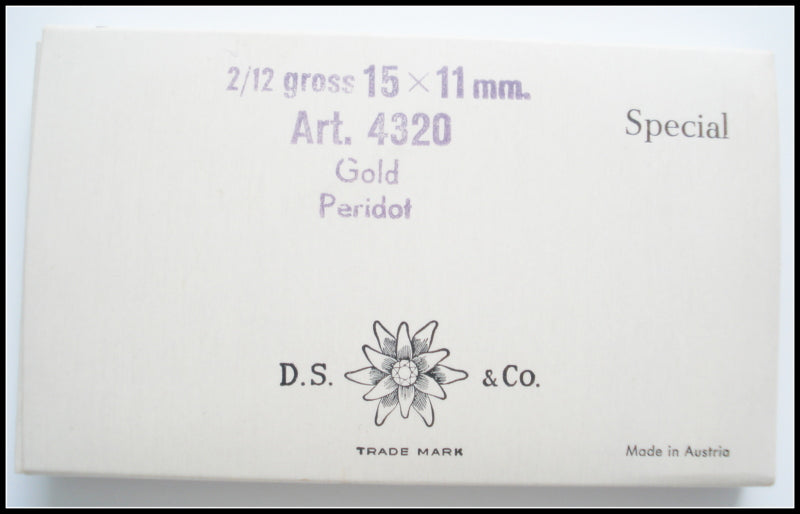 2/12 gross 15 × 11 mm.
Art. 4320
Special
Gold
Peridot
D.S. & Co.
TRADE MARK
Made in Austria